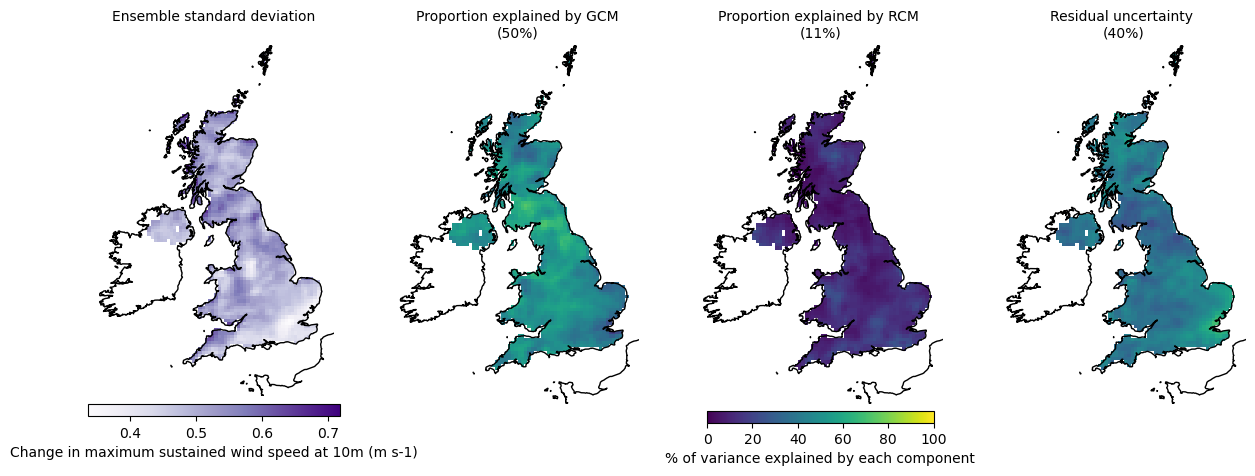 Ensemble standard deviation
Proportion explained by GCM
(50%)
Proportion explained by RCM
(11%)
Residual uncertainty
(40%)
0.4 0.5 0.6 0.7
Change in maximum sustained wind speed at 10m (m s-1)
0 20 40 60 80 100
% of variance explained by each component